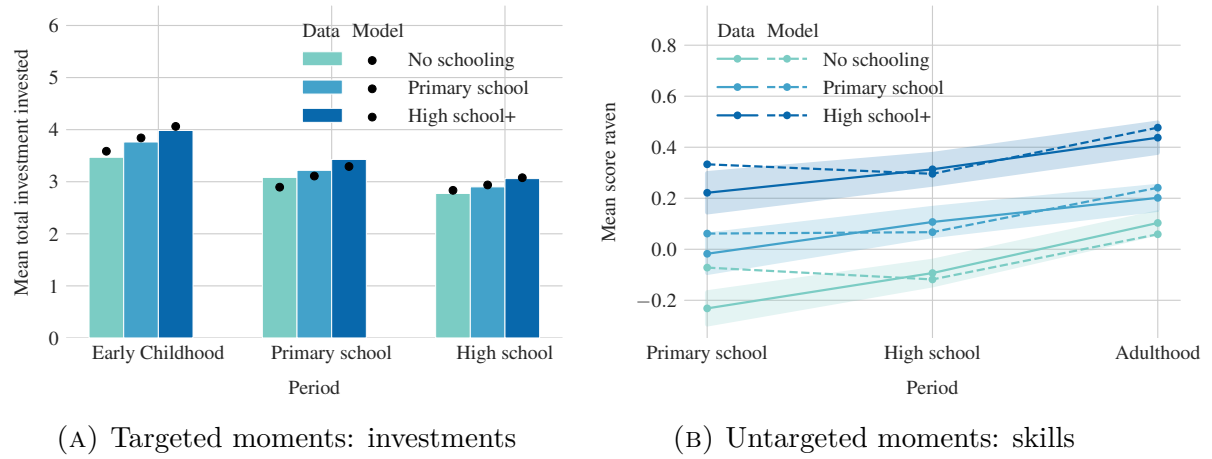 Mean total investment invested
6
5
4
3
2
1
0
Data Model
No schooling
Primary school
High school+
Early Childhood
Primary school
High school
Period
(A) Targeted moments: investments
Mean score raven
0.8
0.6
0.4
0.2
0.0
−0.2
Data Model
No schooling
Primary school
High school+
Primary school
High school
Adulthood
Period
(B) Untargeted moments: skills